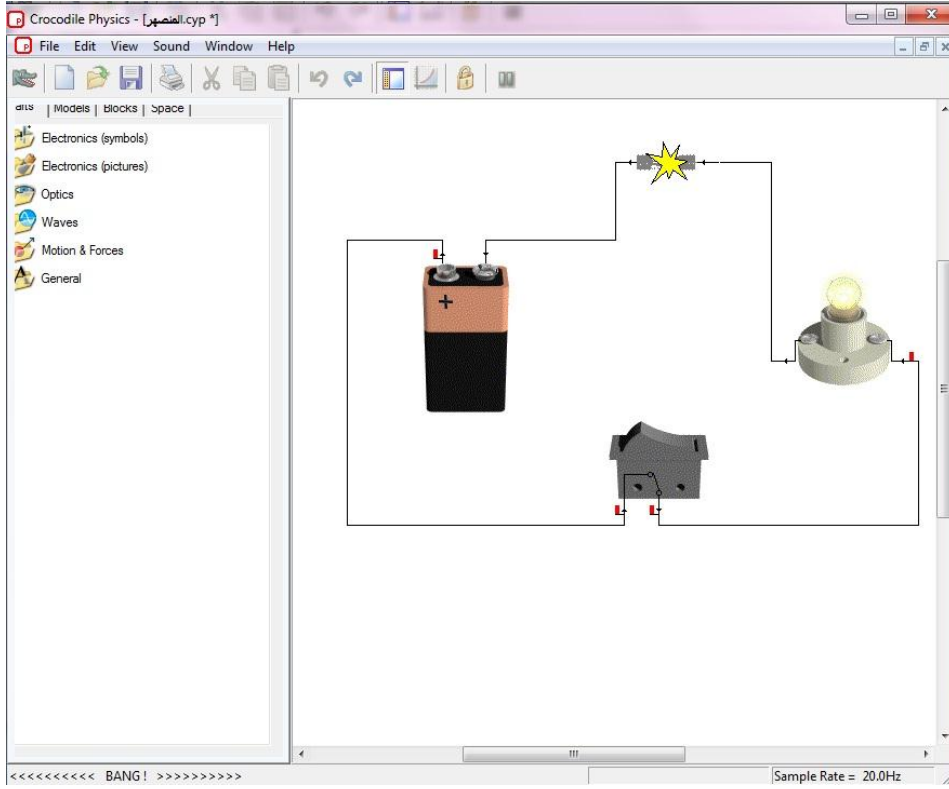 Crocodile Physics - [المنصهر.cyp *]
File Edit View Sound Window Help
Models | Blocks | Space |
Electronics (symbols)
Electronics (pictures)
Optics
Waves
Motion & Forces
General
+
<<<<<<<<<< BANG! >>>>>>>>>>
Sample Rate = 20.0Hz